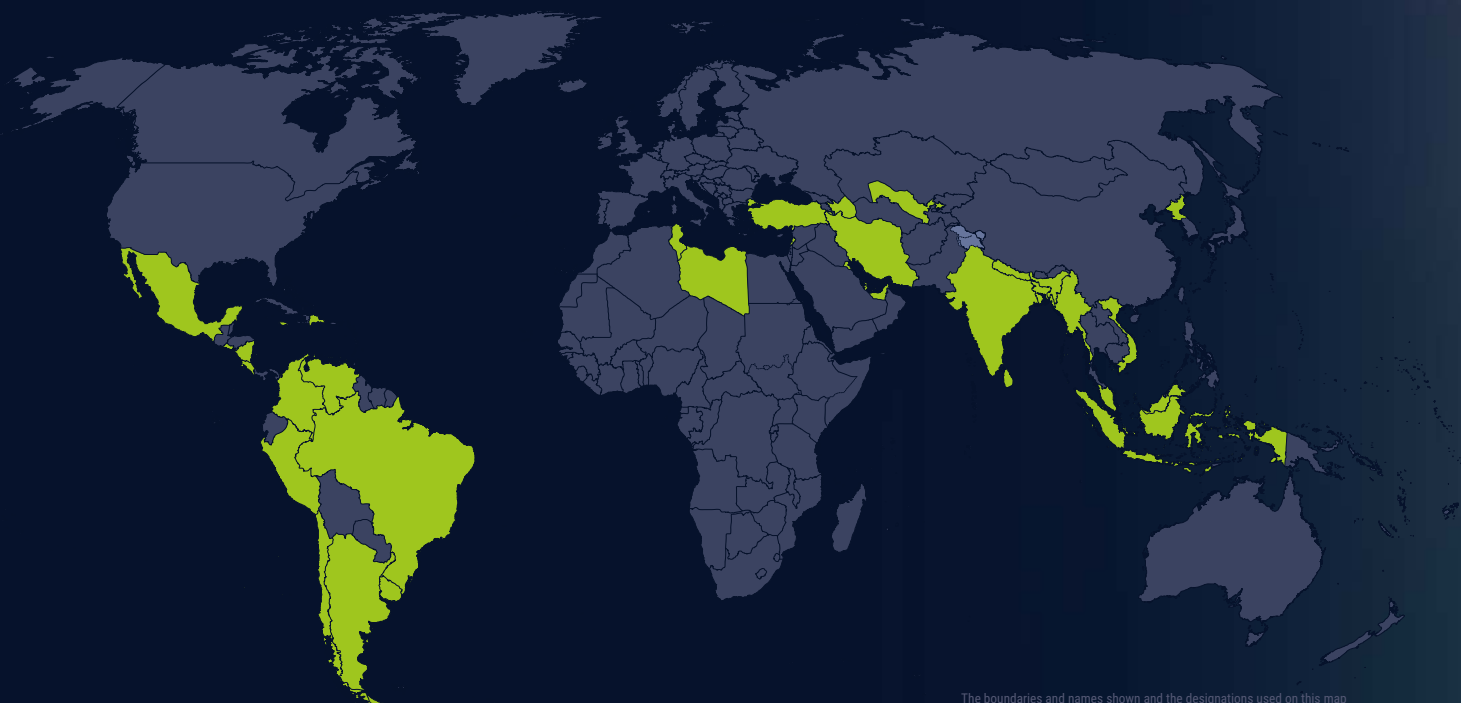 The boundaries and names shown and the designations used on this map